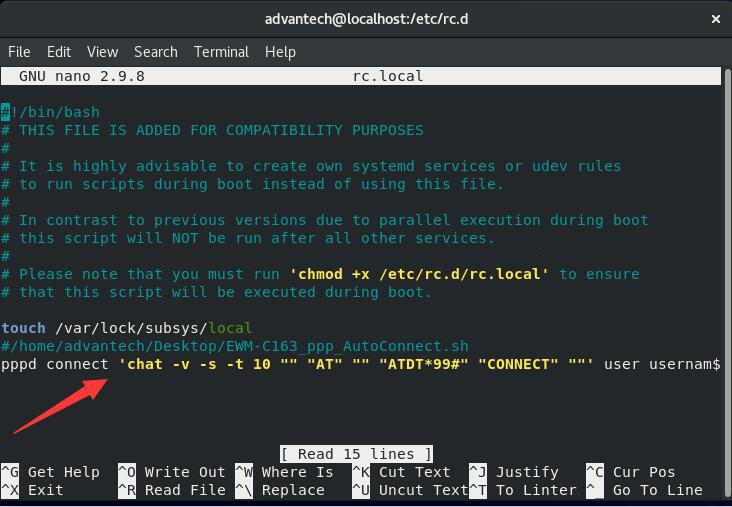 advantech@localhost:/etc/rc.d ×
File Edit View Search Terminal Help
GNU nano 2.9.8 rc.local
#!/bin/bash
# THIS FILE IS ADDED FOR COMPATIBILITY PURPOSES
#
# It is highly advisable to create own systemd services or udev rules
# to run scripts during boot instead of using this file.
#
# In contrast to previous versions due to parallel execution during boot
# this script will NOT be run after all other services.
#
# Please note that you must run 'chmod +x /etc/rc.d/rc.local' to ensure
# that this script will be executed during boot.
touch /var/lock/subsys/local
#/home/advantech/Desktop/EWM-C163_ppp_AutoConnect.sh
pppd connect 'chat -v -s -t 10 "" "AT" "" "ATDT*99#" "CONNECT" ""' user usernam$
[ Read 15 lines ]
^G Get Help ^O Write Out ^W Where Is ^K Cut Text ^J Justify ^C Cur Pos
^X Exit ^R Read File ^\ Replace ^U Uncut Text ^T To Linter ^_ Go To Line